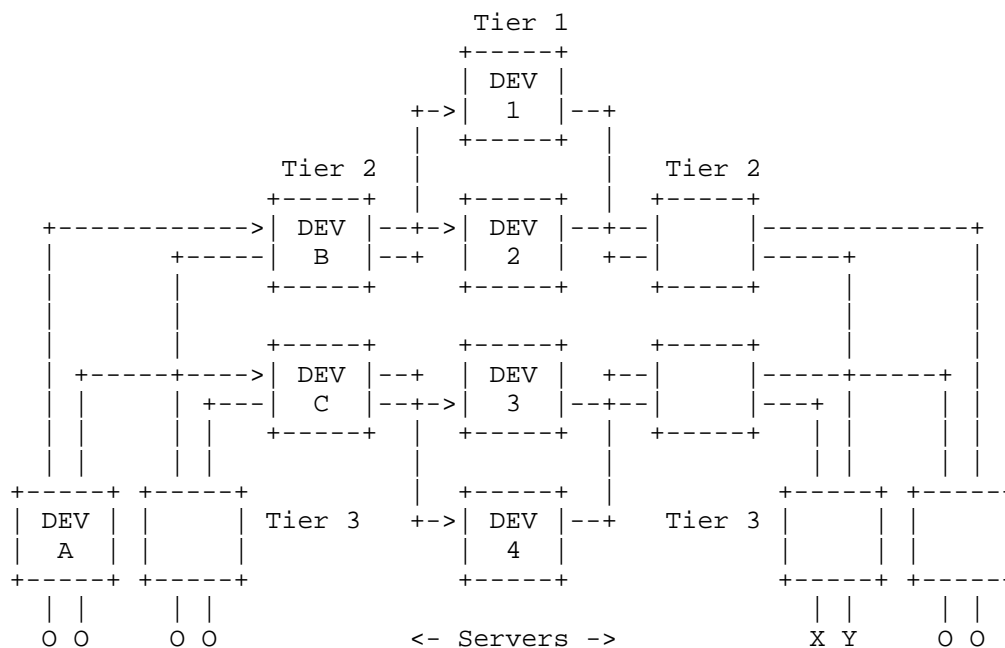 Tier 1
DEV
1
Tier 2 Tier 2
DEV DEV
B 2
DEV DEV
C 3
DEV Tier 3 DEV Tier 3
A 4
O O O O <- Servers -> X Y O O